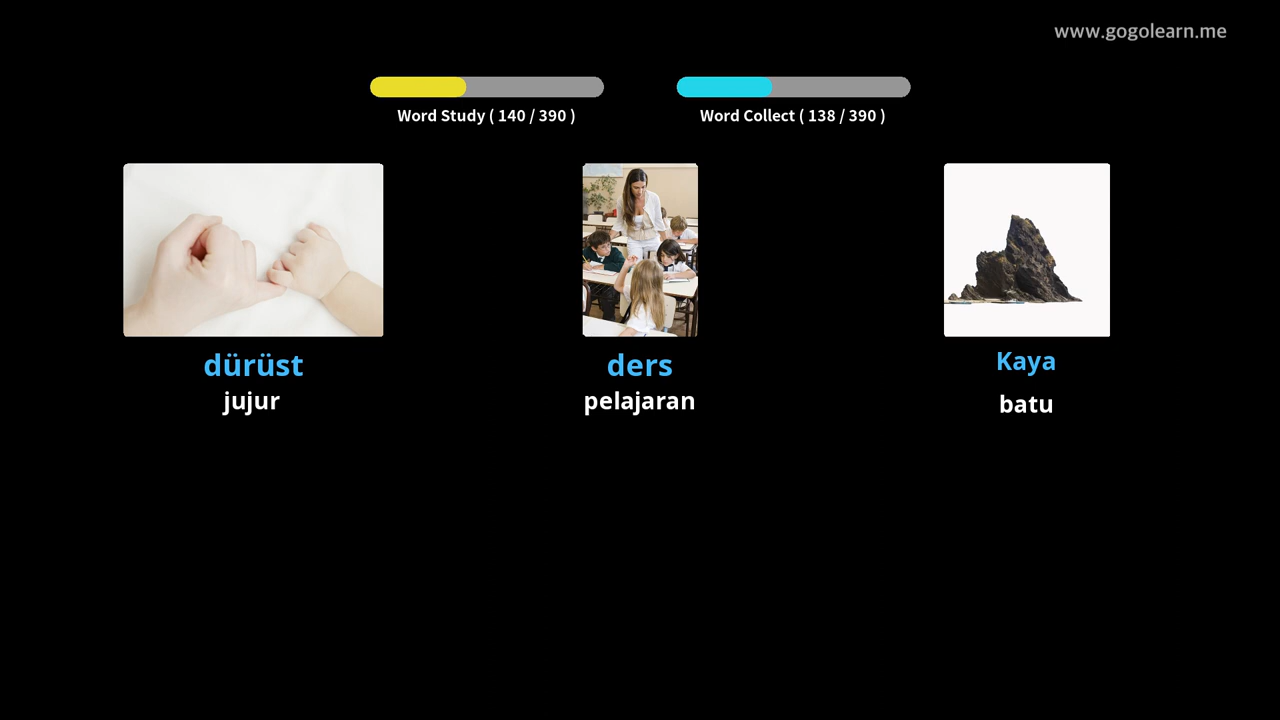 www.gogolearn.me
Word Study ( 140 / 390 )
Word Collect ( 138 / 390 )
dürüst
jujur
ders
pelajaran
Kaya
batu